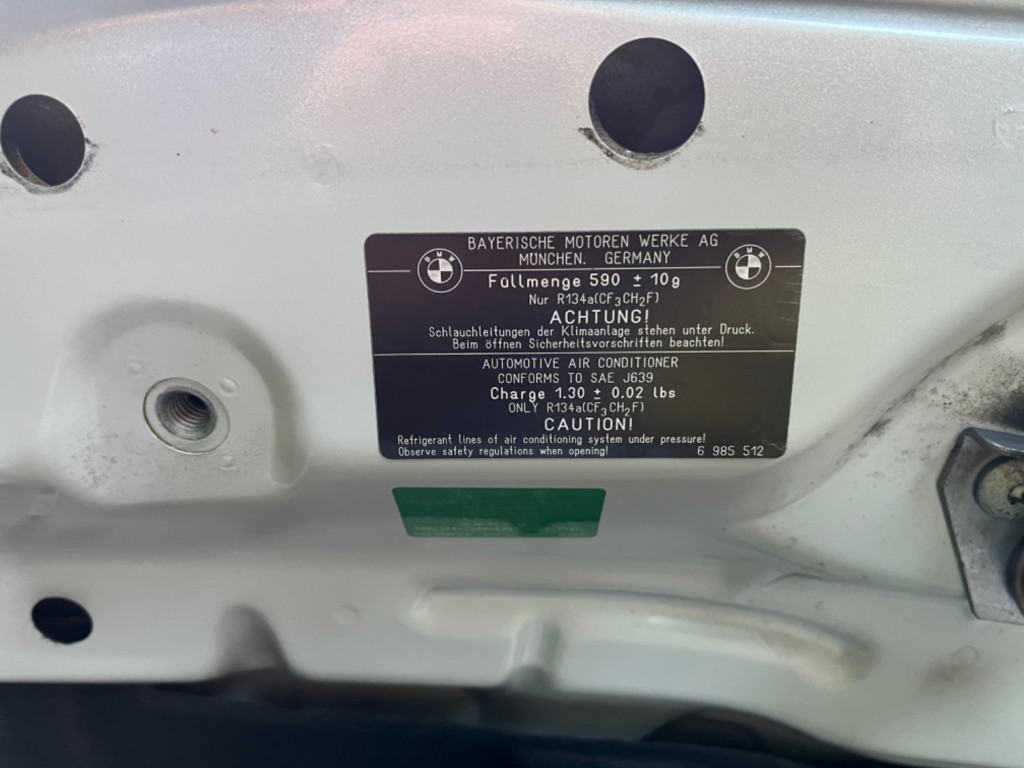 BAYERISCHE MOTOREN WERKE AG
MÜNCHEN. GERMANY
BMW
BMW
Füllmenge 590 ± 10g
Nur R134a(CF₃CH₂F)
ACHTUNG!
Schlauchleitungen der Klimaanlage stehen unter Druck.
Beim öffnen Sicherheitsvorschriften beachten!
AUTOMOTIVE AIR CONDITIONER
CONFORMS TO SAE J639
Charge 1.30 ± 0.02 lbs
ONLY R134a(CF₃CH₂F)
CAUTION!
Refrigerant lines of air conditioning system under pressure!
Observe safety regulations when opening!
6 985 512